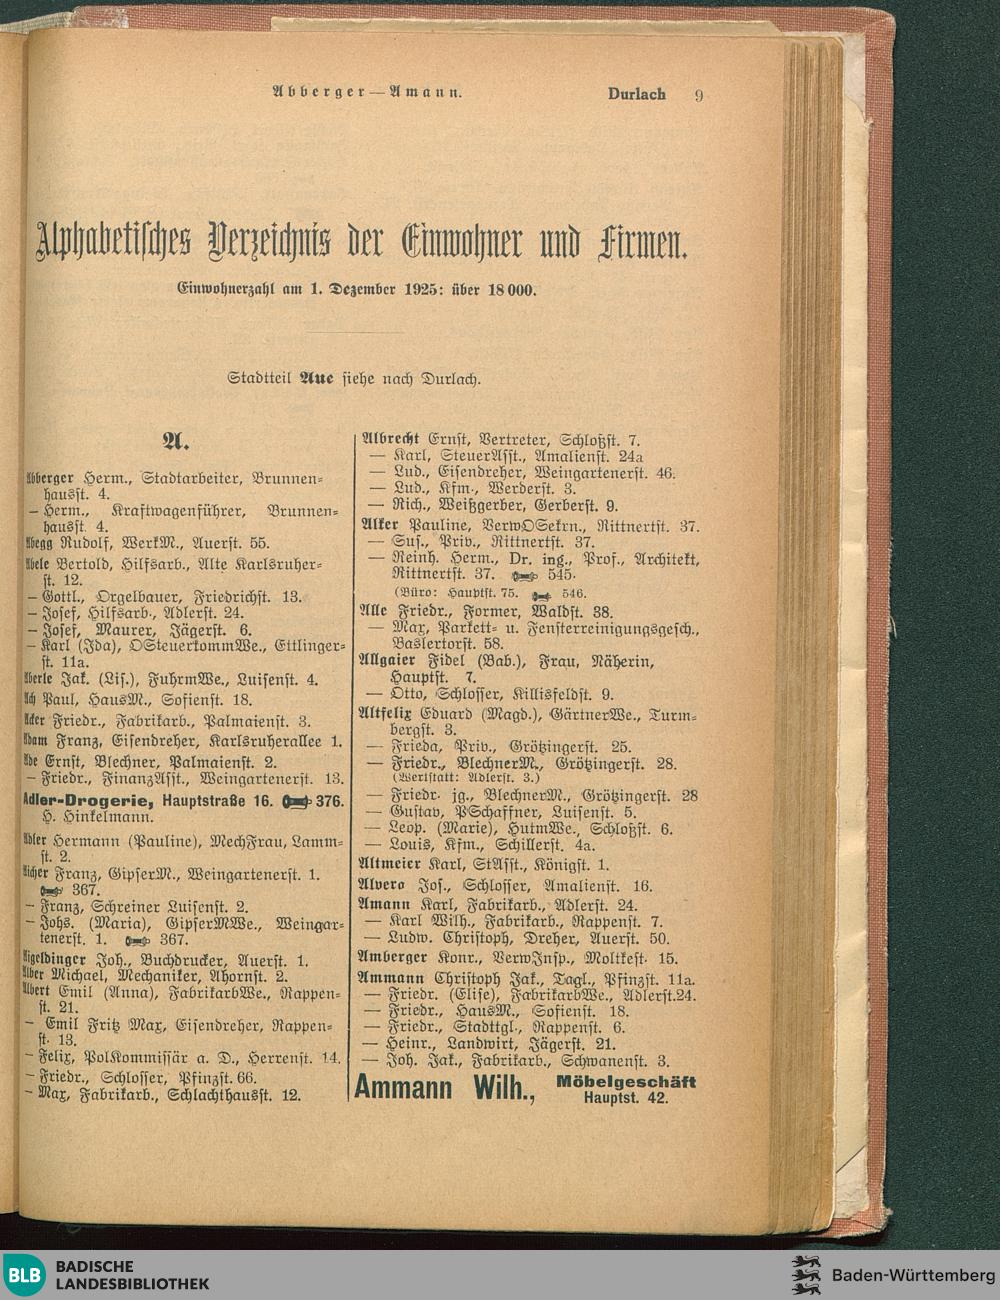 Abberger—Amann.
Durlach 9
Alphabetisches Verzeichnis der Einwohner und Firmen.
Einwohnerzahl am 1. Dezember 1925: über 18000.
Stadtteil Aue siehe nach Durlach.
A.
Abberger Herm., Stadtarbeiter, Brunnen=
hausst. 4.
— Herm., Kraftwagenführer, Brunnen=
hausst. 4.
Abegg Rudolf, WerkM., Auerst. 55.
Abele Bertold, Hilfsarb., Alte Karlsruher=
st. 12.
— Gottl., Orgelbauer, Friedrichst. 13.
— Josef, Hilfsarb., Adlerst. 24.
— Josef, Maurer, Jägerst. 6.
— Karl (Ida), OSteuerkommWe., Ettlinger=
st. 11a.
Aberle Jak. (Lis.), FuhrmWe., Luisenst. 4.
Ach Paul, HausM., Sofienst. 18.
Acker Friedr., Fabrikarb., Palmaienst. 3.
Adam Franz, Eisendreher, Karlsruherallee 1.
Ade Ernst, Blechner, Palmaienst. 2.
— Friedr., FinanzAsst., Weingartenerst. 13.
Adler-Drogerie, Hauptstraße 16. 376.
H. Hinkelmann.
Adler Hermann (Pauline), MechFrau, Lamm=
st. 2.
Aicher Franz, GipserM., Weingartenerst. 1.
367.
— Franz, Schreiner Luisenst. 2.
— Johs. (Maria), GipserMWe., Weingar=
tenerst. 1. 367.
Aigeldinger Joh., Buchdrucker, Auerst. 1.
Alber Michael, Mechaniker, Ahornst. 2.
Albert Emil (Anna), FabrikarbWe., Rappen=
st. 21.
— Emil Fritz Max, Eisendreher, Rappen=
st. 13.
— Felix, PolKommissär a. D., Herrenst. 14.
— Friedr., Schlosser, Pfinzst. 66.
— Max, Fabrikarb., Schlachthausst. 12.
Albrecht Ernst, Vertreter, Schloßst. 7.
— Karl, SteuerAsst., Amalienst. 24a
— Lud., Eisendreher, Weingartenerst. 46.
— Lud., Kfm., Werderst. 3.
— Rich., Weißgerber, Gerberst. 9.
Alker Pauline, VerwOSekrn., Rittnertst. 37.
— Sus., Priv., Rittnertst. 37.
— Reinh. Herm., Dr. ing., Prof., Architekt,
Rittnertst. 37. 545.
(Büro: Hauptst. 75. 546.
Alle Friedr., Former, Waldst. 38.
— Max, Parkett- u. Fensterreinigungsgesch.,
Baslertorst. 58.
Allgaier Fidel (Bab.), Frau, Näherin,
Hauptst. 7.
— Otto, Schlosser, Killisfeldst. 9.
Altfelix Eduard (Magd.), GärtnerWe., Turm=
bergst. 3.
— Frieda, Priv., Grötzingerst. 25.
— Friedr., BlechnerM., Grötzingerst. 28.
(Werkstatt: Adlerst. 3.)
— Friedr. jg., BlechnerM., Grötzingerst. 28
— Gustav, PSchaffner, Luisenst. 5.
— Leop. (Marie), HutmWe., Schloßst. 6.
— Louis, Kfm., Schillerst. 4a.
Altmeier Karl, StAsst., Königst. 1.
Alvero Jos., Schlosser, Amalienst. 16.
Amann Karl, Fabrikarb., Adlerst. 24.
— Karl Wilh., Fabrikarb., Rappenst. 7.
— Ludw. Christoph, Dreher, Auerst. 50.
Amberger Konr., VerwInsp., Moltkest. 15.
Ammann Christoph Jak., Tagl., Pfinzst. 11a.
— Friedr. (Elise), FabrikarbWe., Adlerst.24.
— Friedr., HausM., Sofienst. 18.
— Friedr., Stadttgl., Rappenst. 6.
— Heinr., Landwirt, Jägerst. 21.
— Joh. Jak., Fabrikarb., Schwanenst. 3.
Ammann Wilh., Möbelgeschäft
Hauptst. 42.
BLB BADISCHE
LANDESBIBLIOTHEK
Baden-Württemberg